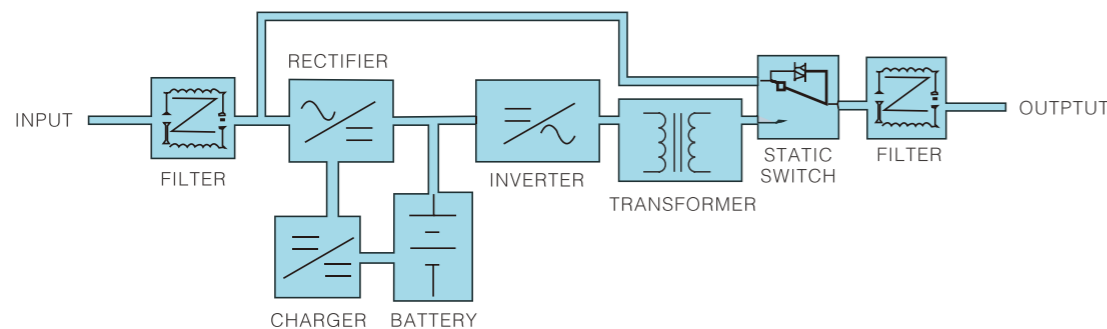 RECTIFIER
INPUT
OUTPTUT
FILTER
INVERTER
STATIC
SWITCH
FILTER
TRANSFORMER
CHARGER
BATTERY